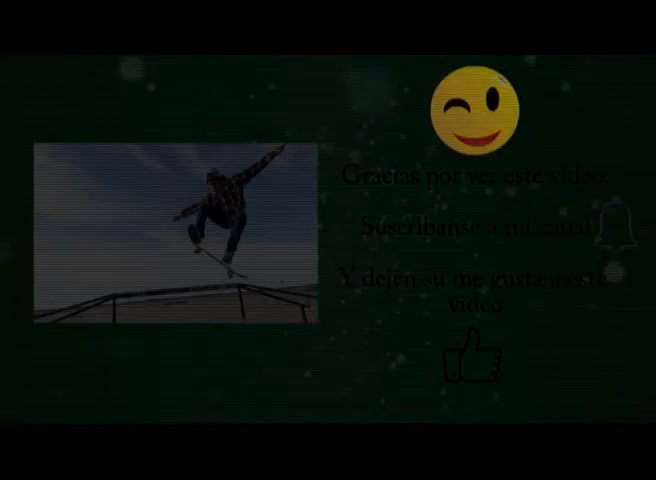 Gracias por ver este video.
Suscribanse a mi canal
Y dejen su me gusta a este
video